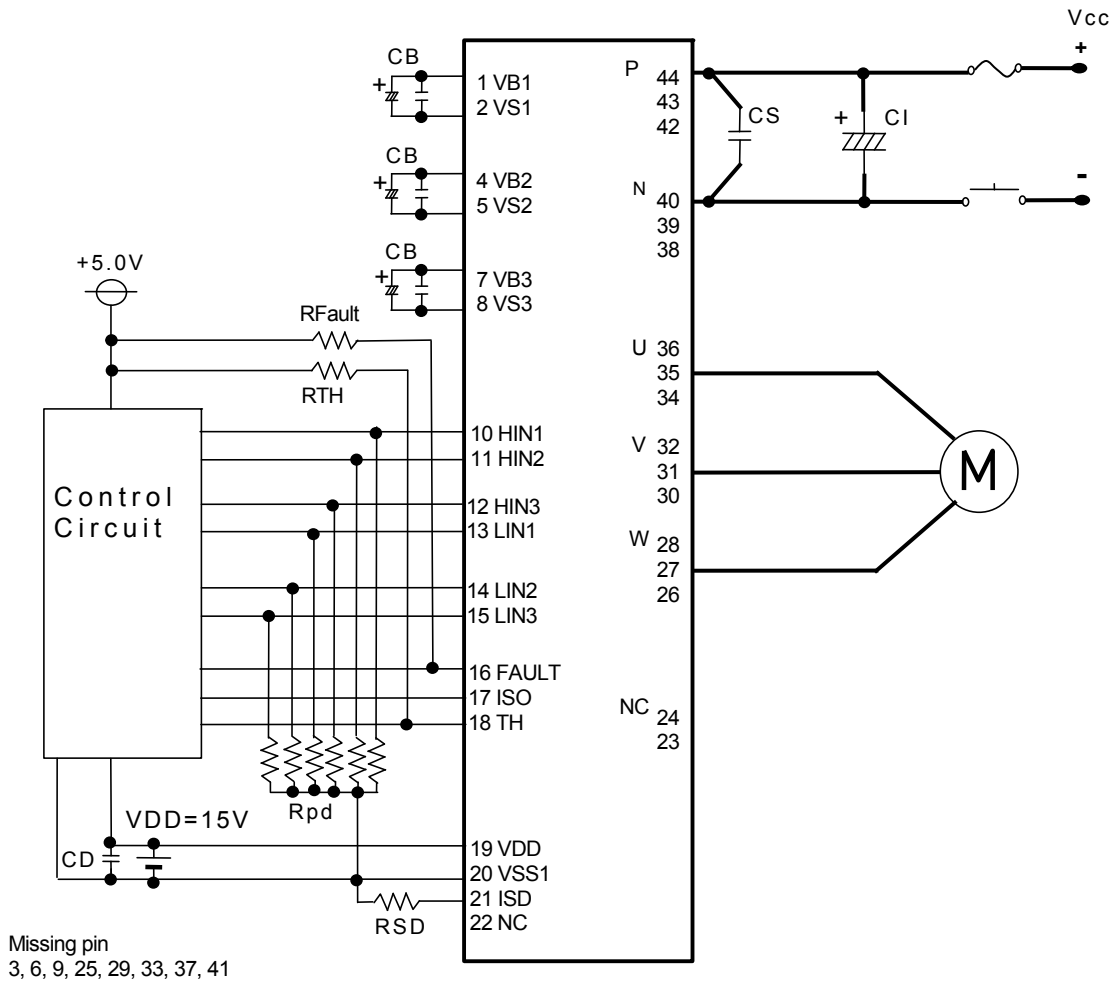 Vcc
+
-
CB
+
1 VB1
2 VS1
CB
+
4 VB2
5 VS2
CB
+
7 VB3
8 VS3
P 44
43
42
CS
+ CI
N 40
39
38
+5.0V
RFault
RTH
U 36
35
34
V 32
31
30
W 28
27
26
M
NC 24
23
Control
Circuit
10 HIN1
11 HIN2
12 HIN3
13 LIN1
14 LIN2
15 LIN3
16 FAULT
17 ISO
18 TH
Rpd
VDD=15V
CD
19 VDD
20 VSS1
21 ISD
22 NC
RSD
Missing pin
3, 6, 9, 25, 29, 33, 37, 41